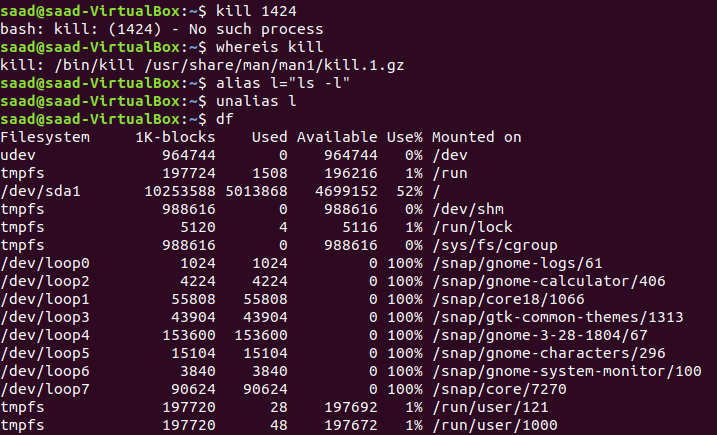 saad@saad-VirtualBox:~$ kill 1424
bash: kill: (1424) - No such process
saad@saad-VirtualBox:~$ whereis kill
kill: /bin/kill /usr/share/man/man1/kill.1.gz
saad@saad-VirtualBox:~$ alias l="ls -l"
saad@saad-VirtualBox:~$ unalias l
saad@saad-VirtualBox:~$ df
Filesystem     1K-blocks    Used Available Use% Mounted on
udev              964744       0    964744   0% /dev
tmpfs             197724    1508    196216   1% /run
/dev/sda1       10253588 5013868   4699152  52% /
tmpfs             988616       0    988616   0% /dev/shm
tmpfs               5120       4      5116   1% /run/lock
tmpfs             988616       0    988616   0% /sys/fs/cgroup
/dev/loop0          1024    1024         0 100% /snap/gnome-logs/61
/dev/loop2          4224    4224         0 100% /snap/gnome-calculator/406
/dev/loop1         55808   55808         0 100% /snap/core18/1066
/dev/loop3         43904   43904         0 100% /snap/gtk-common-themes/1313
/dev/loop4        153600  153600         0 100% /snap/gnome-3-28-1804/67
/dev/loop5         15104   15104         0 100% /snap/gnome-characters/296
/dev/loop6          3840    3840         0 100% /snap/gnome-system-monitor/100
/dev/loop7         90624   90624         0 100% /snap/core/7270
tmpfs             197720      28    197692   1% /run/user/121
tmpfs             197720      48    197672   1% /run/user/1000